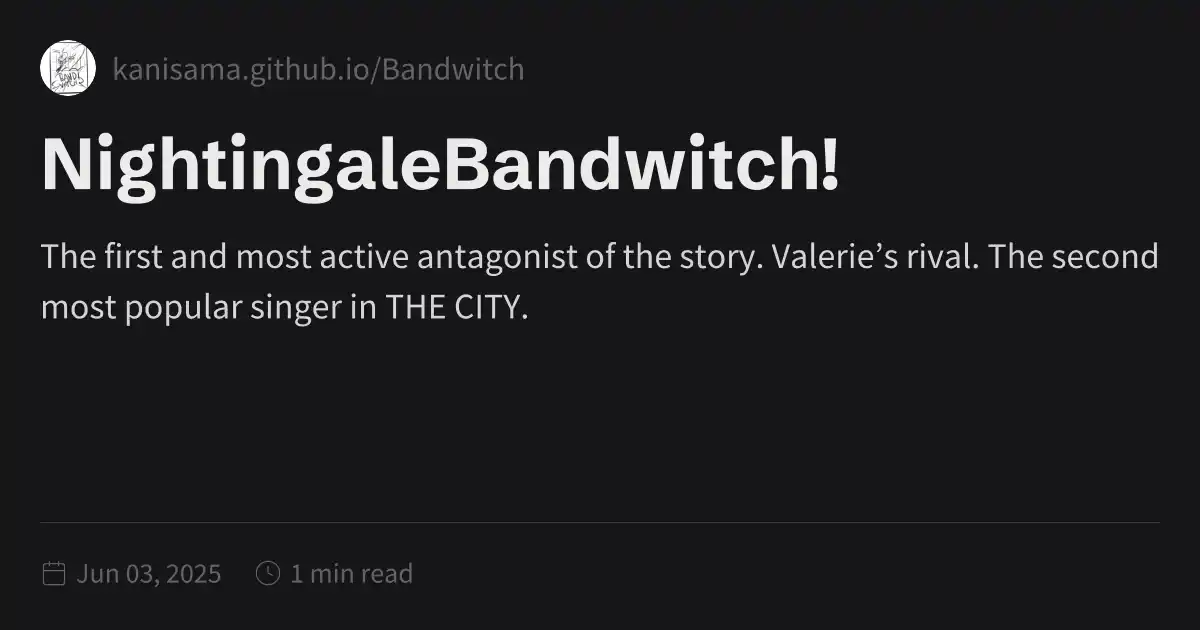 kanisama.github.io/Bandwitch
NightingaleBandwitch!
The first and most active antagonist of the story. Valerie’s rival. The second
most popular singer in THE CITY.
Jun 03, 2025
1 min read